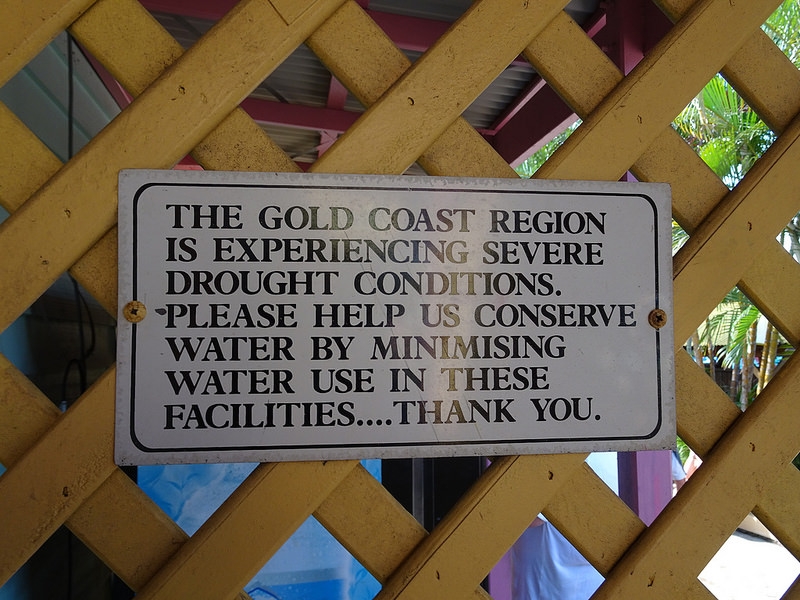 THE GOLD COAST REGION
IS EXPERIENCING SEVERE
DROUGHT CONDITIONS.
PLEASE HELP US CONSERVE
WATER BY MINIMISING
WATER USE IN THESE
FACILITIES....THANK YOU.